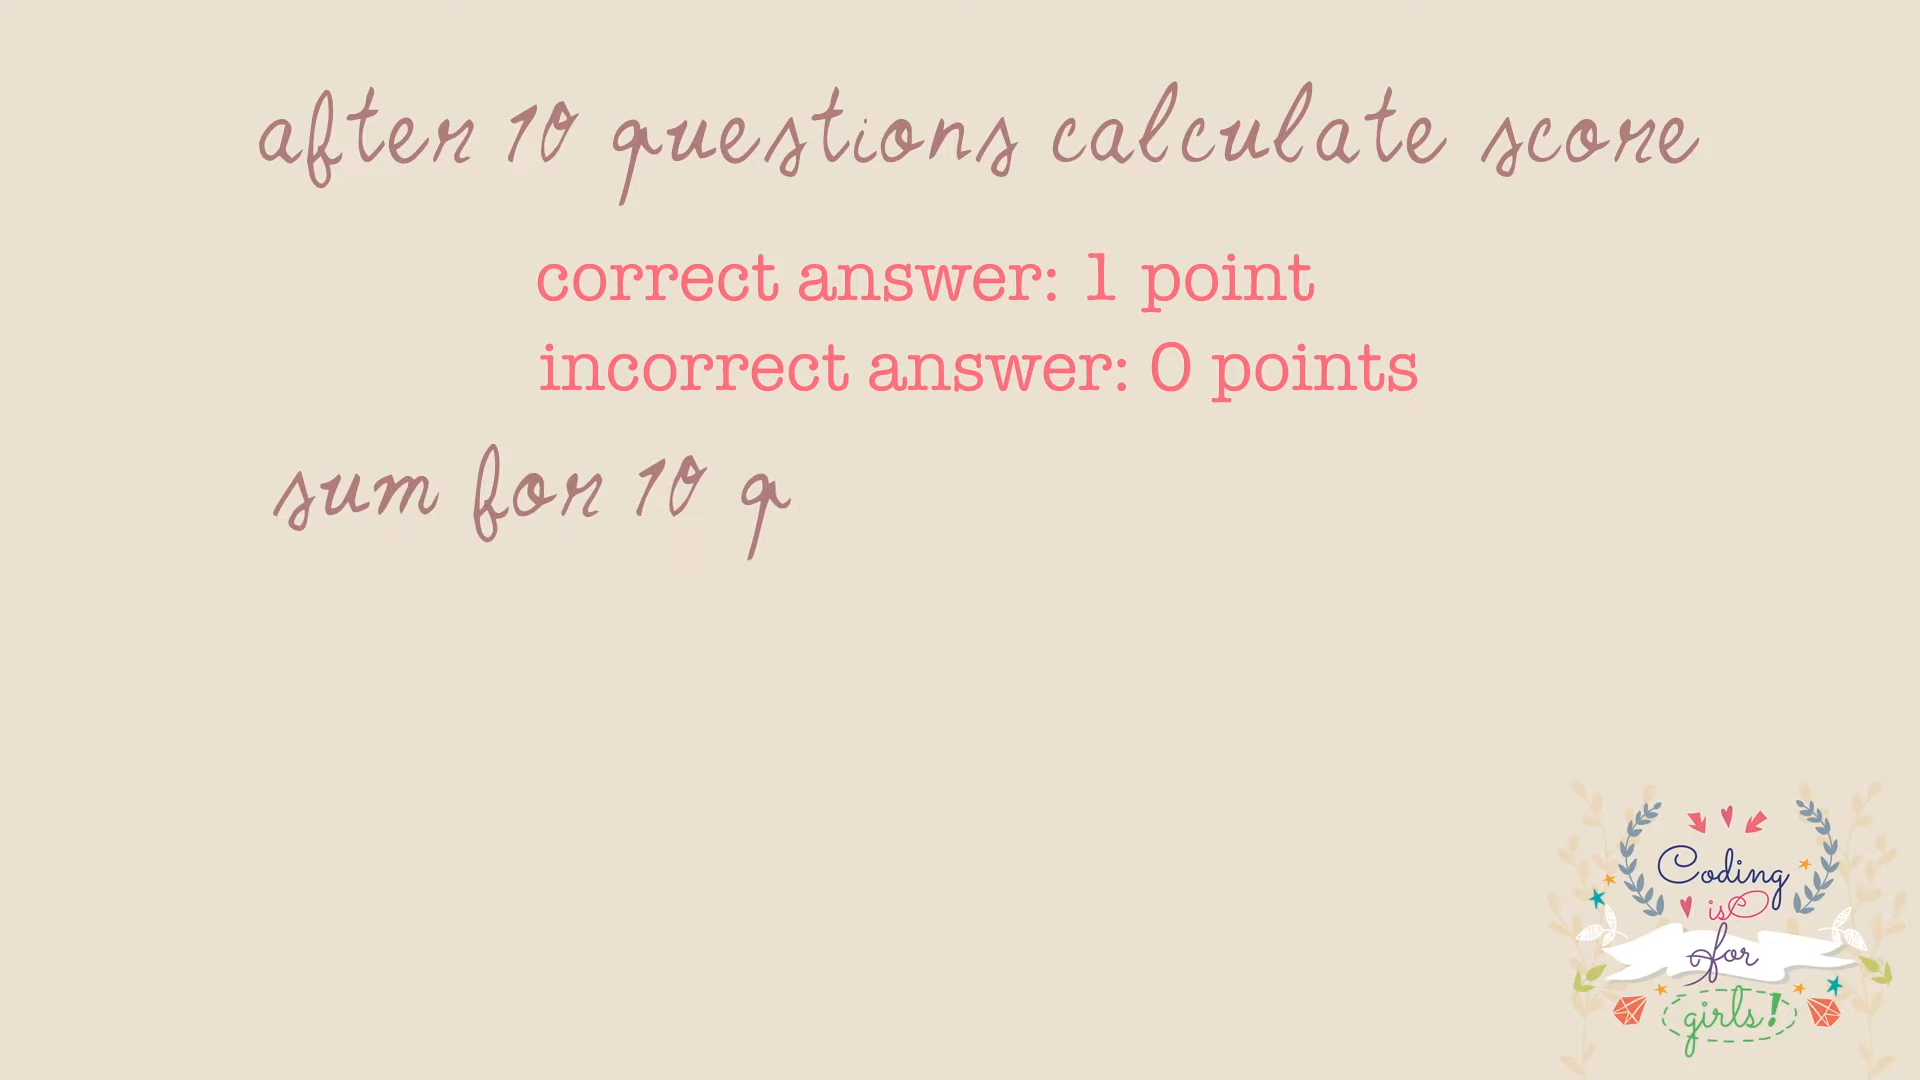 after 10 questions calculate score
correct answer: 1 point
incorrect answer: 0 points
sum for 10 q
Coding
is
for
girls!